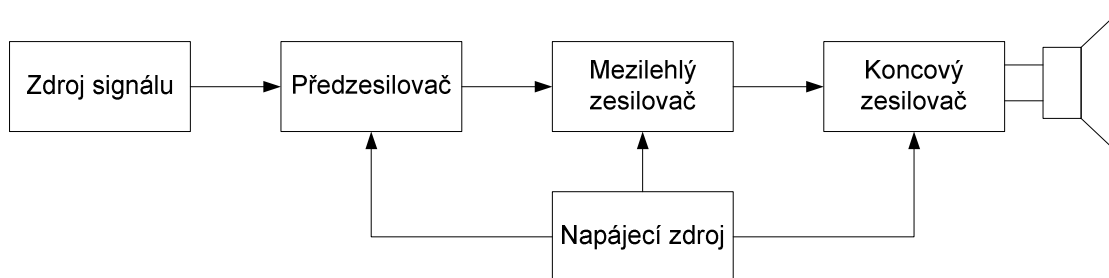 Zdroj signálu
Předzesilovač
Mezilehlý
zesilovač
Koncový
zesilovač
Napájecí zdroj